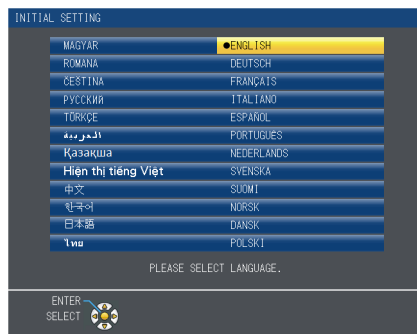 INITIAL SETTING
MAGYAR ●ENGLISH
ROMANA DEUTSCH
ČEŠTINA FRANÇAIS
РУССКИЙ ITALIANO
TÜRKÇE ESPAÑOL
العربية PORTUGUÊS
Қазақша NEDERLANDS
Hiện thị tiếng Việt SVENSKA
中文 SUOMI
한국어 NORSK
日本語 DANSK
ไทย POLSKI
PLEASE SELECT LANGUAGE.
ENTER
SELECT